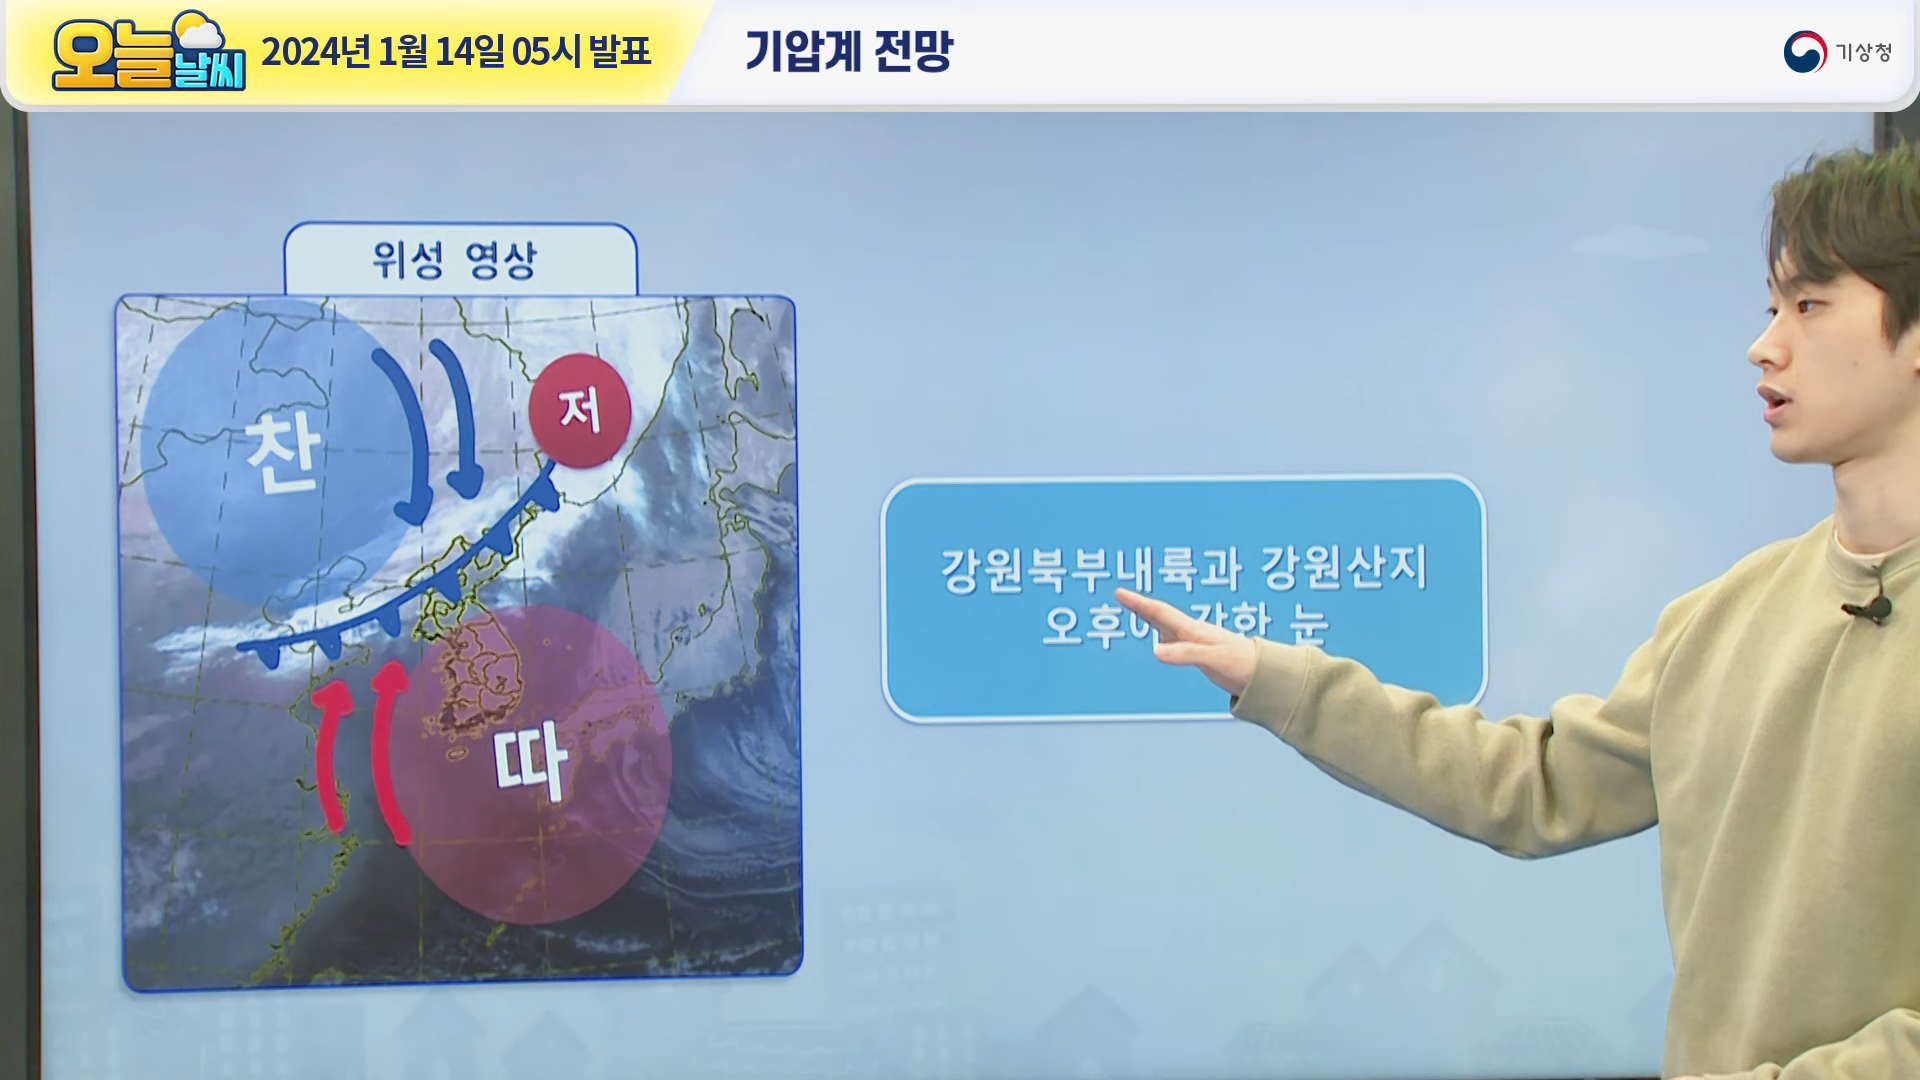 오늘날씨 2024년 1월 14일 05시 발표
기압계 전망
기상청
위성 영상
찬
저
따
강원북부내륙과 강원산지
오후에 강한 눈